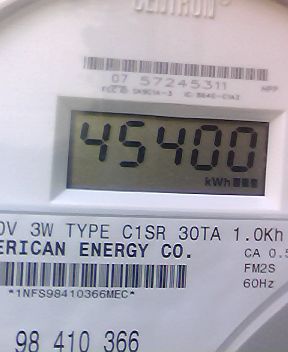 CENTRON®
07 57245311
45400
kWh
0V 3W TYPE C1SR 30TA 1.0Kh
ERICAN ENERGY CO.
CA 0.5
FM2S
60Hz
*1NFS98410366MEC*
98 410 366